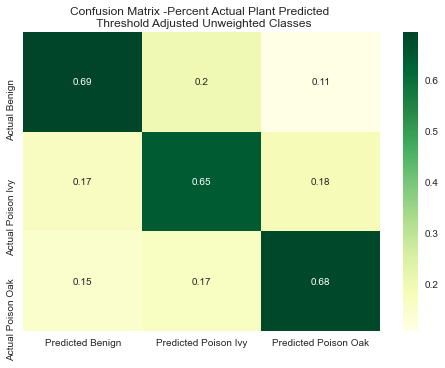 Confusion Matrix -Percent Actual Plant Predicted
Threshold Adjusted Unweighted Classes
Actual Benign
0.69
0.2
0.11
Actual Poison Ivy
0.17
0.65
0.18
Actual Poison Oak
0.15
0.17
0.68
Predicted Benign
Predicted Poison Ivy
Predicted Poison Oak
0.6
0.5
0.4
0.3
0.2